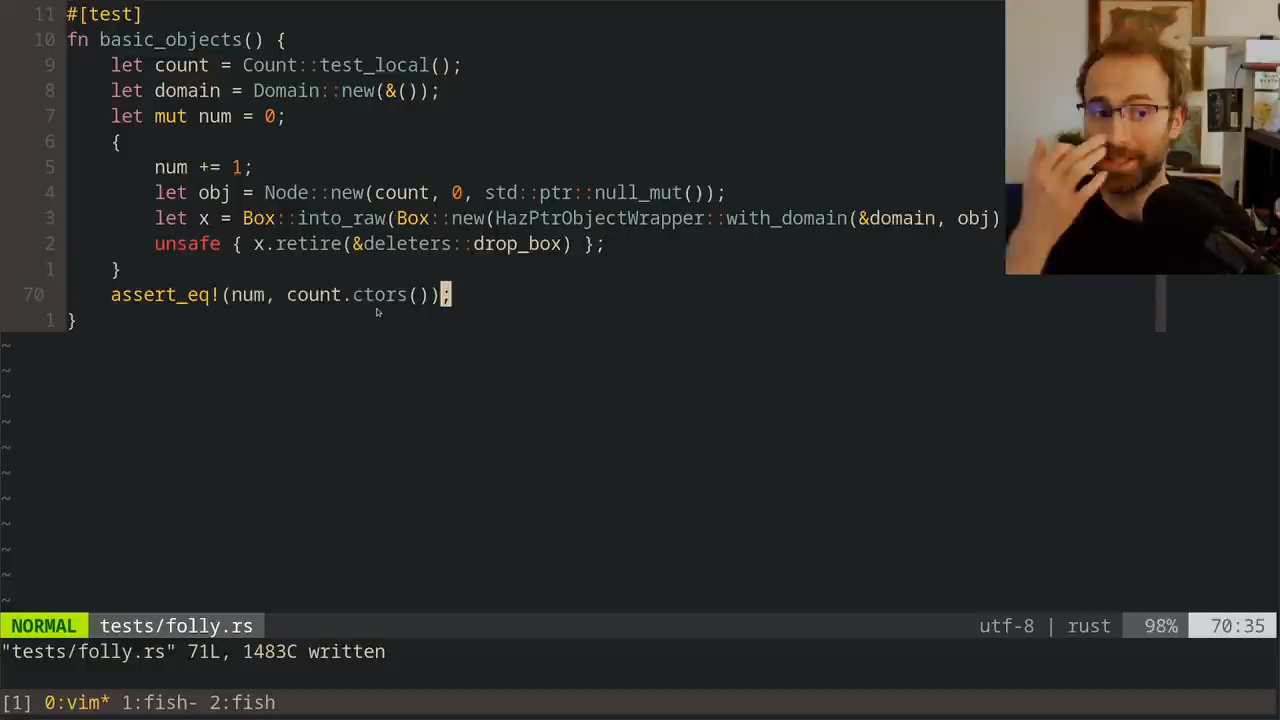 11 #[test]
10 fn basic_objects() {
9 let count = Count::test_local();
8 let domain = Domain::new(&());
7 let mut num = 0;
6 {
5 num += 1;
4 let obj = Node::new(count, 0, std::ptr::null_mut());
3 let x = Box::into_raw(Box::new(HazPtrObjectWrapper::with_domain(&domain, obj)
2 unsafe { x.retire(&deleters::drop_box) };
1 }
70 assert_eq!(num, count.ctors());
1 }
~
~
~
~
~
~
~
~
~
~
~
NORMAL tests/folly.rs utf-8 | rust 98% 70:35
"tests/folly.rs" 71L, 1483C written
[1] 0:vim* 1:fish- 2:fish